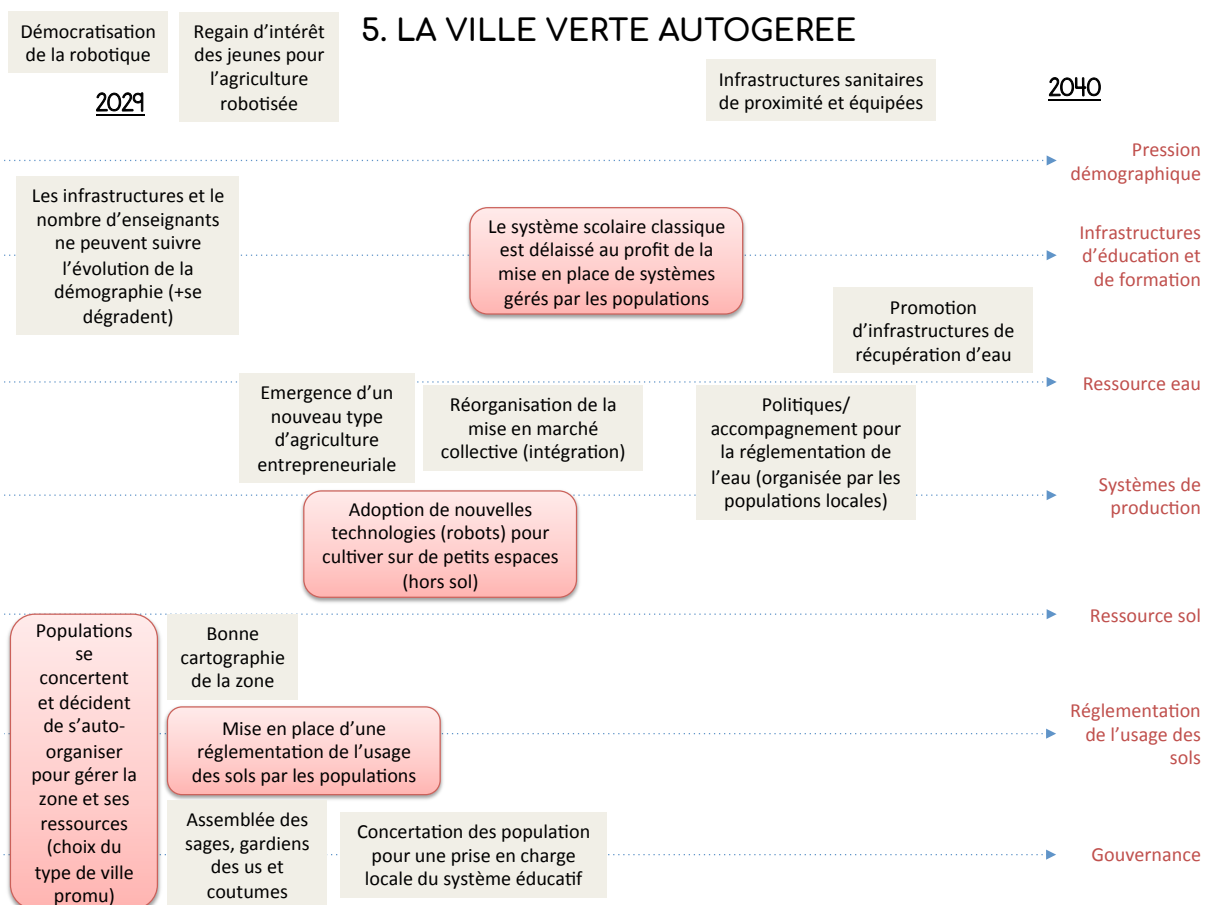 5. LA VILLE VERTE AUTOGEREE
Démocratisation
de la robotique
Regain d’intérêt
des jeunes pour
l’agriculture
robotisée
2029
Infrastructures sanitaires
de proximité et équipées
2040
Pression
démographique
Les infrastructures et le
nombre d’enseignants
ne peuvent suivre
l’évolution de la
démographie (+se
dégradent)
Le système scolaire classique
est délaissé au profit de la
mise en place de systèmes
gérés par les populations
Infrastructures
d’éducation et
de formation
Promotion
d’infrastructures de
récupération d’eau
Ressource eau
Emergence d’un
nouveau type
d’agriculture
entrepreneuriale
Réorganisation de la
mise en marché
collective (intégration)
Politiques/
accompagnement pour
la réglementation de
l’eau (organisée par les
populations locales)
Systèmes de
production
Adoption de nouvelles
technologies (robots) pour
cultiver sur de petits espaces
(hors sol)
Ressource sol
Populations
se
concertent
et décident
de s’auto-
organiser
pour gérer la
zone et ses
ressources
(choix du
type de ville
promu)
Bonne
cartographie
de la zone
Mise en place d’une
réglementation de l’usage
des sols par les populations
Réglementation
de l’usage des
sols
Assemblée des
sages, gardiens
des us et
coutumes
Concertation des population
pour une prise en charge
locale du système éducatif
Gouvernance